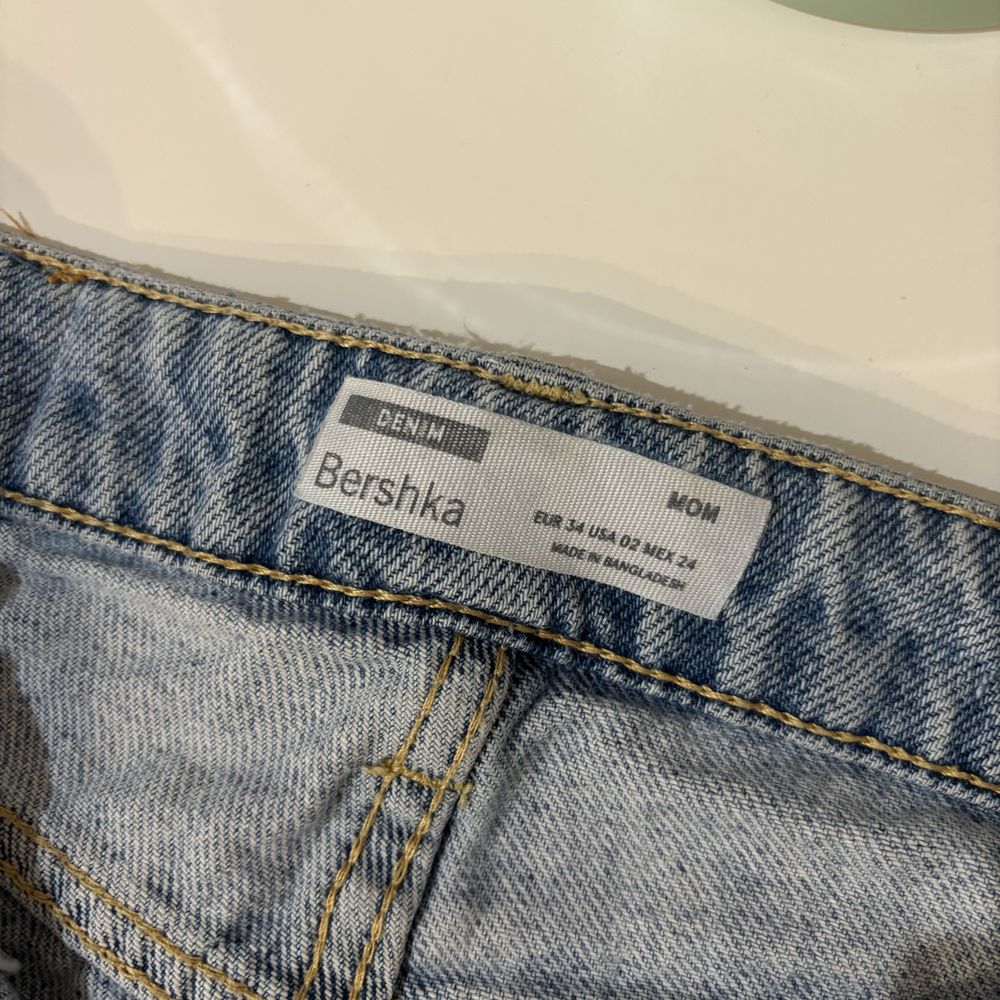 DENIM
Bershka
MOM
EUR 34 USA 02 MEX 24
MADE IN BANGLADESH